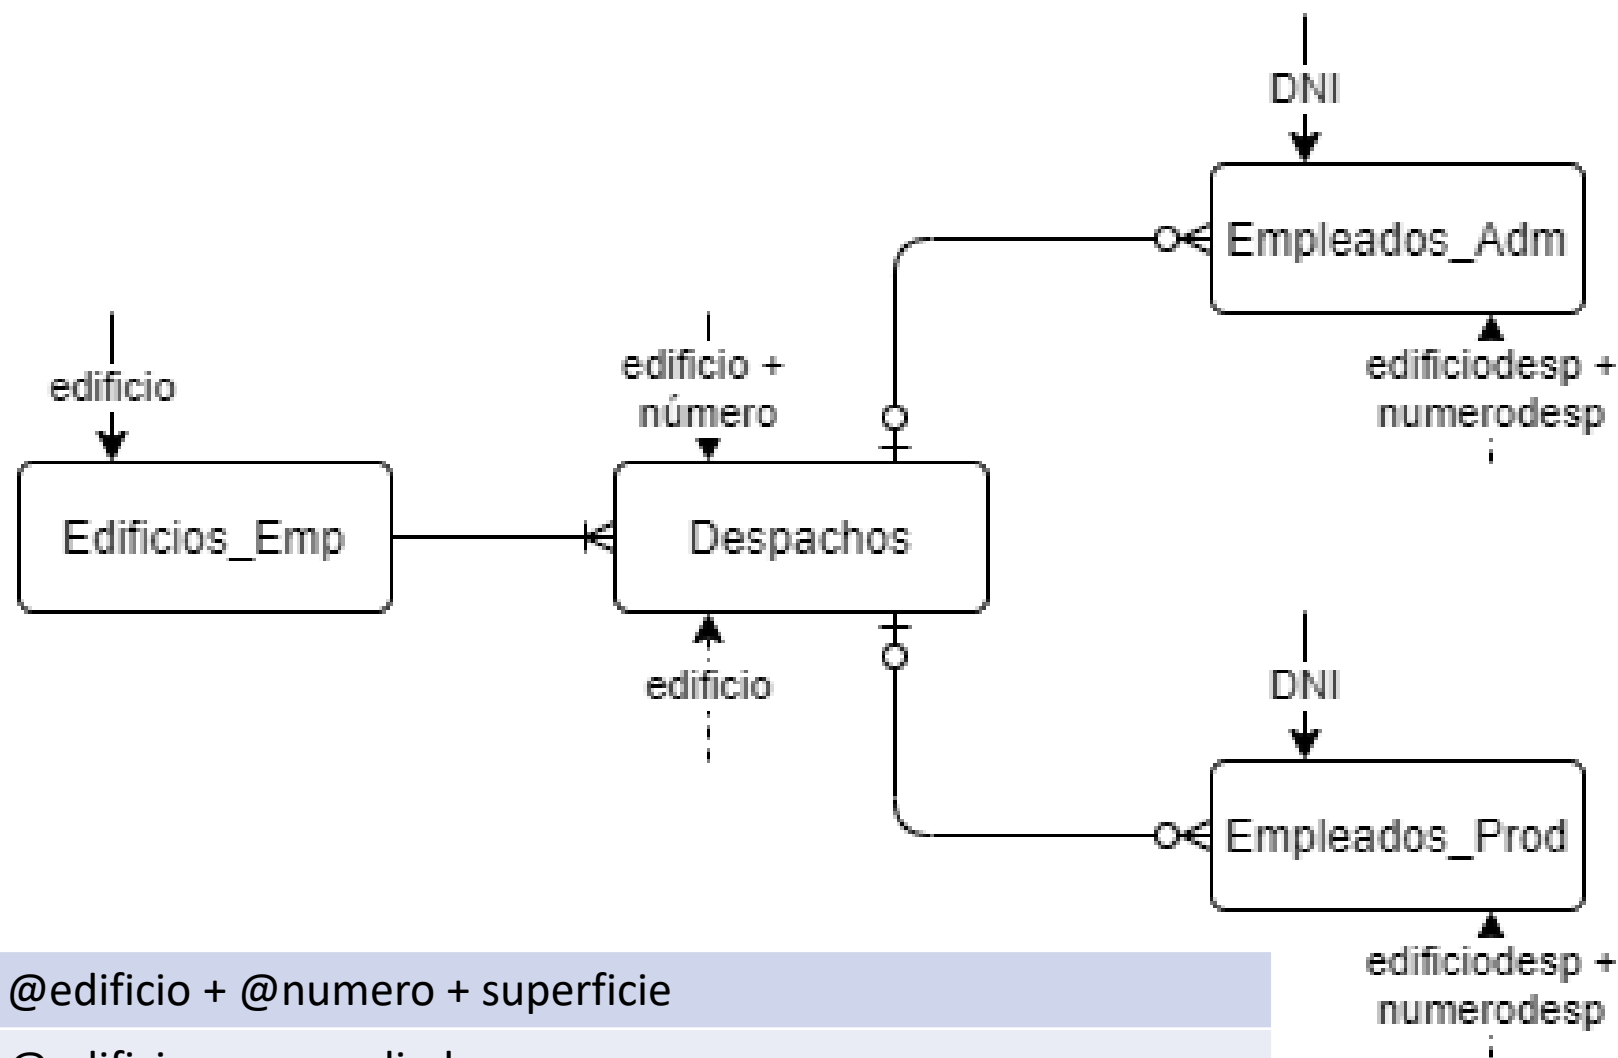 DNI
Empleados_Adm
edificiodesp +
numerodesp
edificio
edificio +
número
Edificios_Emp
Despachos
edificio
DNI
Empleados_Prod
edificiodesp +
numerodesp
@edificio + @numero + superficie